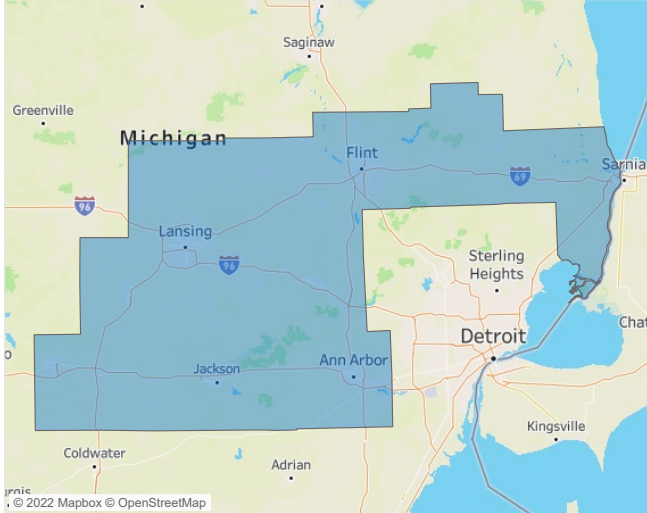 Saginaw
Greenville
Michigan
Flint
Sarnia
69
96
Lansing
96
Sterling
Heights
Chat
Detroit
Ann Arbor
Jackson
Kingsville
Coldwater
Adrian
© 2022 Mapbox © OpenStreetMap